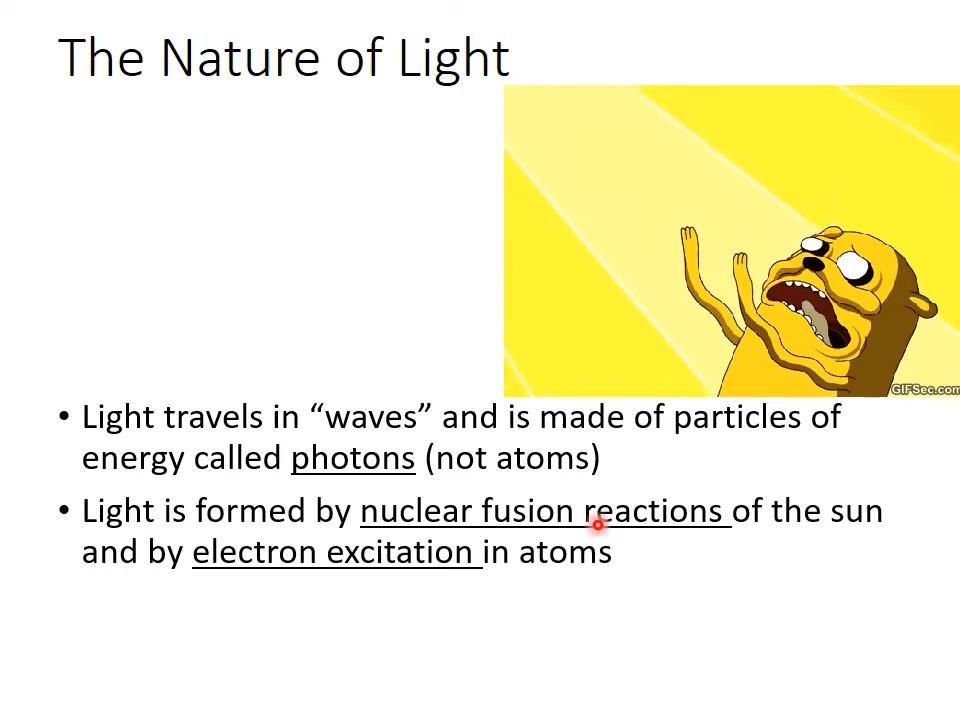 The Nature of Light
GIFSec.com
• Light travels in “waves” and is made of particles of
energy called photons (not atoms)
• Light is formed by nuclear fusion reactions of the sun
and by electron excitation in atoms